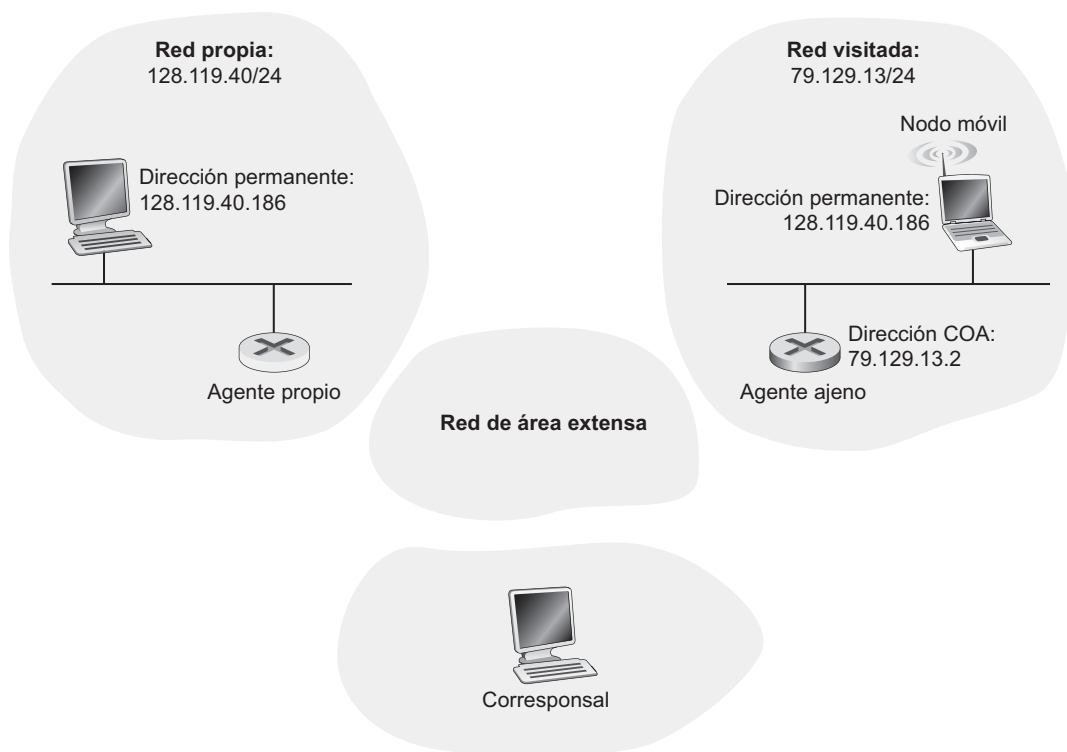 Red propia:
128.119.40/24
Dirección permanente:
128.119.40.186
Agente propio
Red visitada:
79.129.13/24
Nodo móvil
Dirección permanente:
128.119.40.186
Dirección COA:
79.129.13.2
Agente ajeno
Red de área extensa
Corresponsal